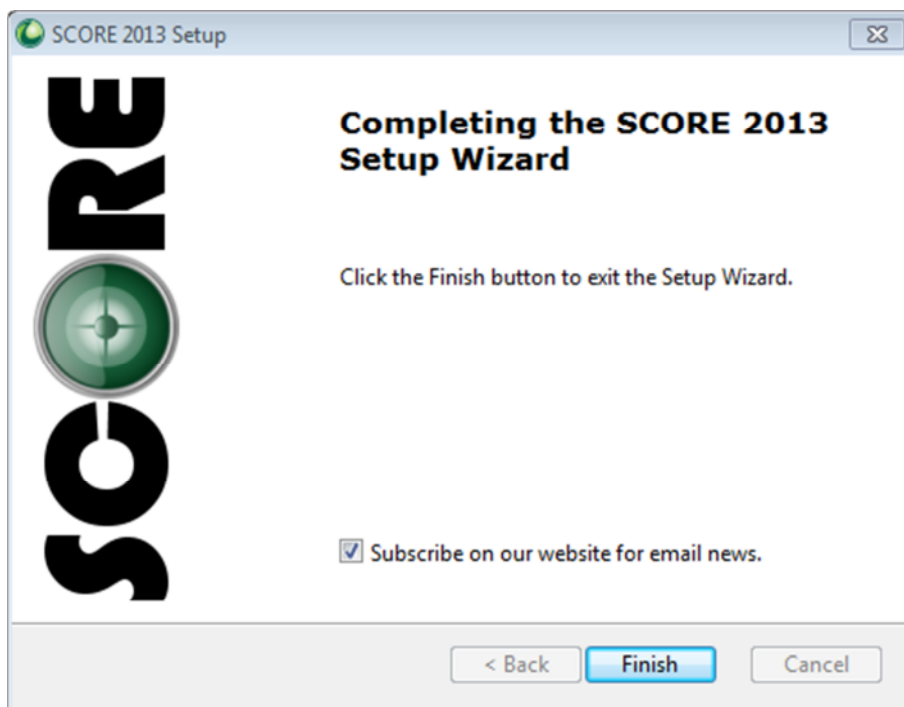 SCORE 2013 Setup
SCORE
Completing the SCORE 2013
Setup Wizard
Click the Finish button to exit the Setup Wizard.
Subscribe on our website for email news.
< Back
Finish
Cancel